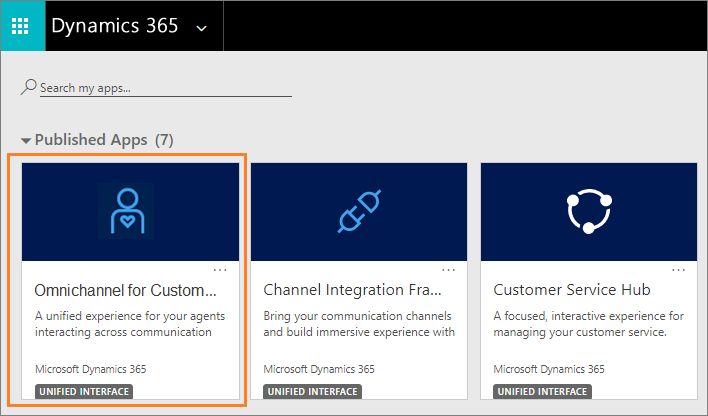 Dynamics 365
Search my apps...
Published Apps (7)
Omnichannel for Custom...
A unified experience for your agents
interacting across communication
Microsoft Dynamics 365
UNIFIED INTERFACE
Channel Integration Fra...
Bring your communication channels
and build immersive experience with
Microsoft Dynamics 365
UNIFIED INTERFACE
Customer Service Hub
A focused, interactive experience for
managing your customer service.
Microsoft Dynamics 365
UNIFIED INTERFACE